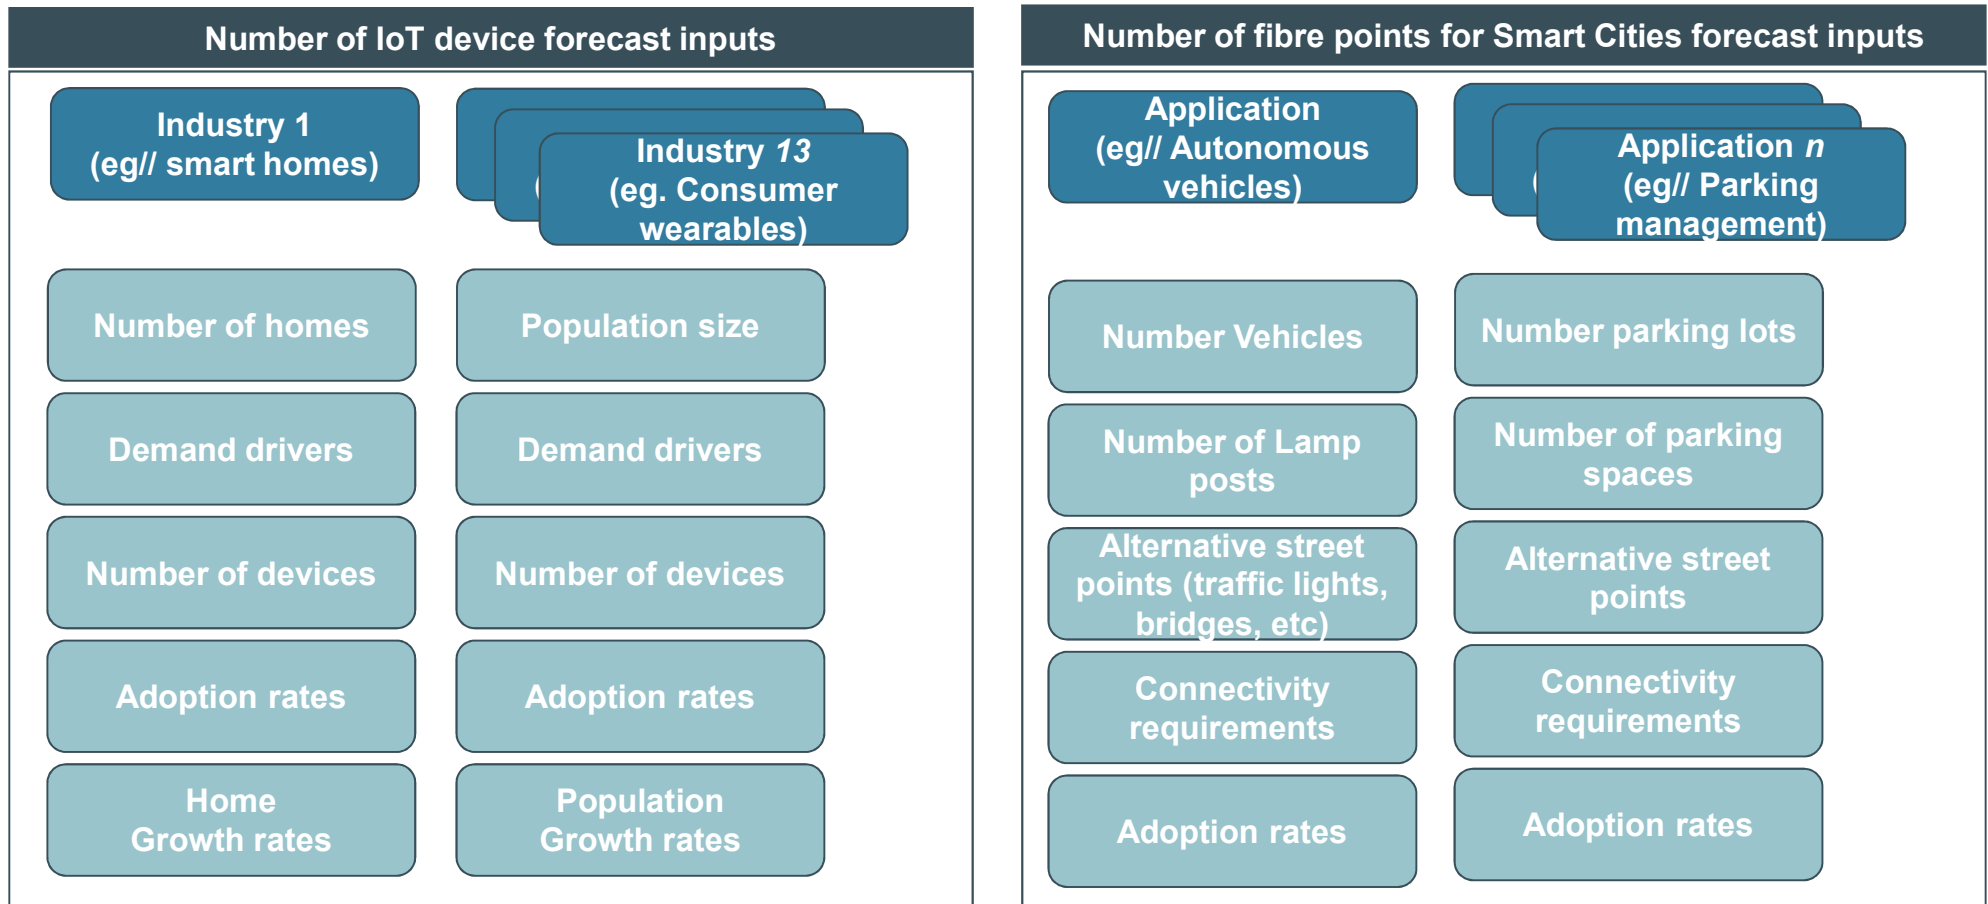 Number of IoT device forecast inputs
Industry 1
(eg// smart homes)
Industry 13
(eg. Consumer
wearables)
Number of homes
Population size
Demand drivers
Demand drivers
Number of devices
Number of devices
Adoption rates
Adoption rates
Home
Growth rates
Population
Growth rates
Number of fibre points for Smart Cities forecast inputs
Application
(eg// Autonomous
vehicles)
Application n
(eg// Parking
management)
Number Vehicles
Number parking lots
Number of Lamp
posts
Number of parking
spaces
Alternative street
points (traffic lights,
bridges, etc)
Alternative street
points
Connectivity
requirements
Connectivity
requirements
Adoption rates
Adoption rates